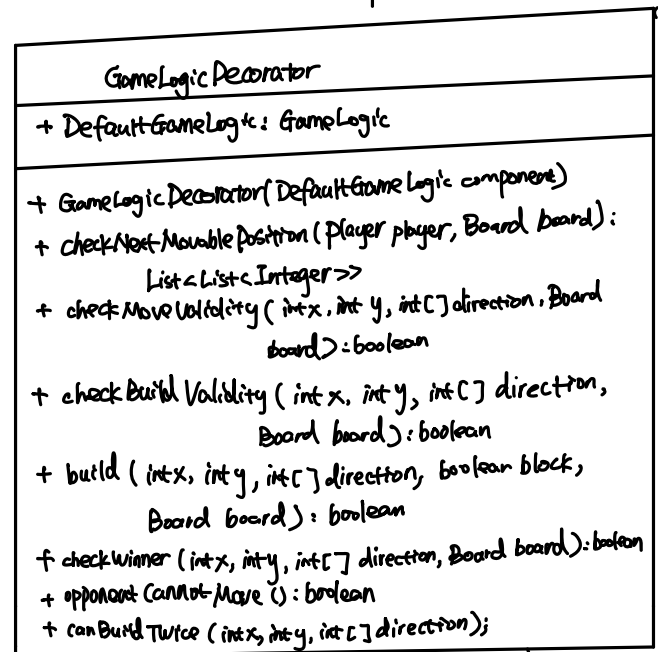 GameLogicDecorator
+ DefaultGameLogic: GameLogic
+ GameLogicDecorator(DefaultGameLogic component)
+ checkNextMovablePosition(Player player, Board board):
List<List<Integer>>
+ checkMoveValidity(int x, int y, int[] direction, Board
board): boolean
+ checkBuildValidity(int x, int y, int[] direction,
Board board): boolean
+ build(int x, int y, int[] direction, boolean block,
Board board): boolean
+ checkWinner(int x, int y, int[] direction, Board board): boolean
+ opponentCannotMove(): boolean
+ canBuildTwice(int x, int y, int[] direction);